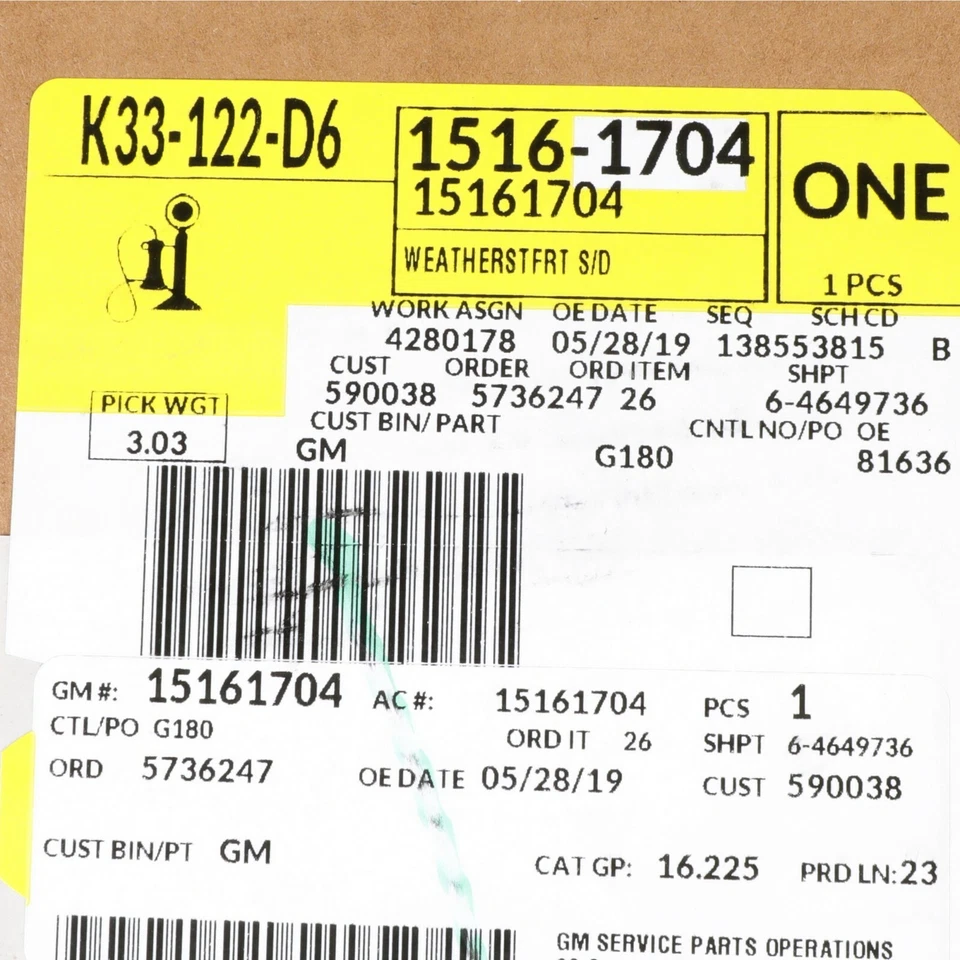 K33-122-D6
1516-1704
15161704
ONE
WEATHERSTFRT S/D
1 PCS
WORK ASGN OE DATE SEQ SCH CD
4280178 05/28/19 138553815 B
CUST ORDER ORD ITEM SHPT
590038 5736247 26 6-4649736
PICK WGT
3.03
CUST BIN/PART CNTL NO/PO OE
GM G180 81636
GM #: 15161704 AC #: 15161704 PCS 1
CTL/PO G180 ORD IT 26 SHPT 6-4649736
ORD 5736247 OE DATE 05/28/19 CUST 590038
CUST BIN/PT GM CAT GP: 16.225 PRD LN:23
GM SERVICE PARTS OPERATIONS